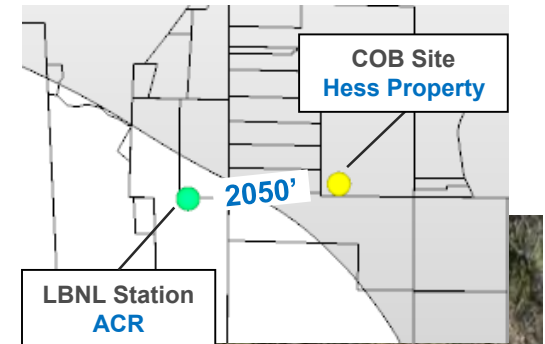 COB Site
Hess Property
2050’
LBNL Station
ACR